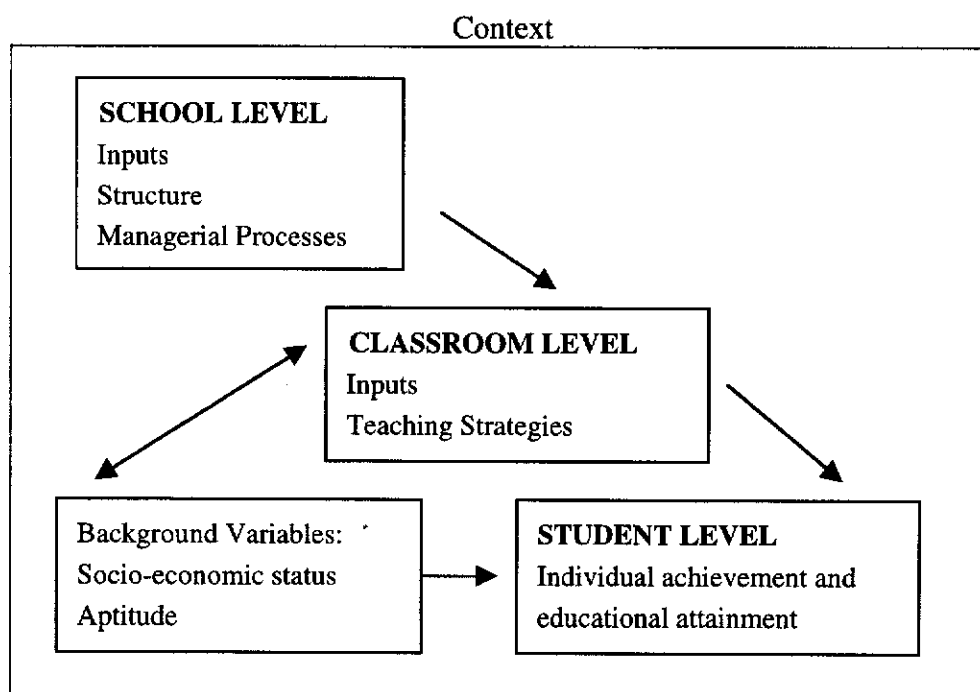 Context
SCHOOL LEVEL
Inputs
Structure
Managerial Processes
CLASSROOM LEVEL
Inputs
Teaching Strategies
Background Variables:
Socio-economic status
Aptitude
STUDENT LEVEL
Individual achievement and
educational attainment